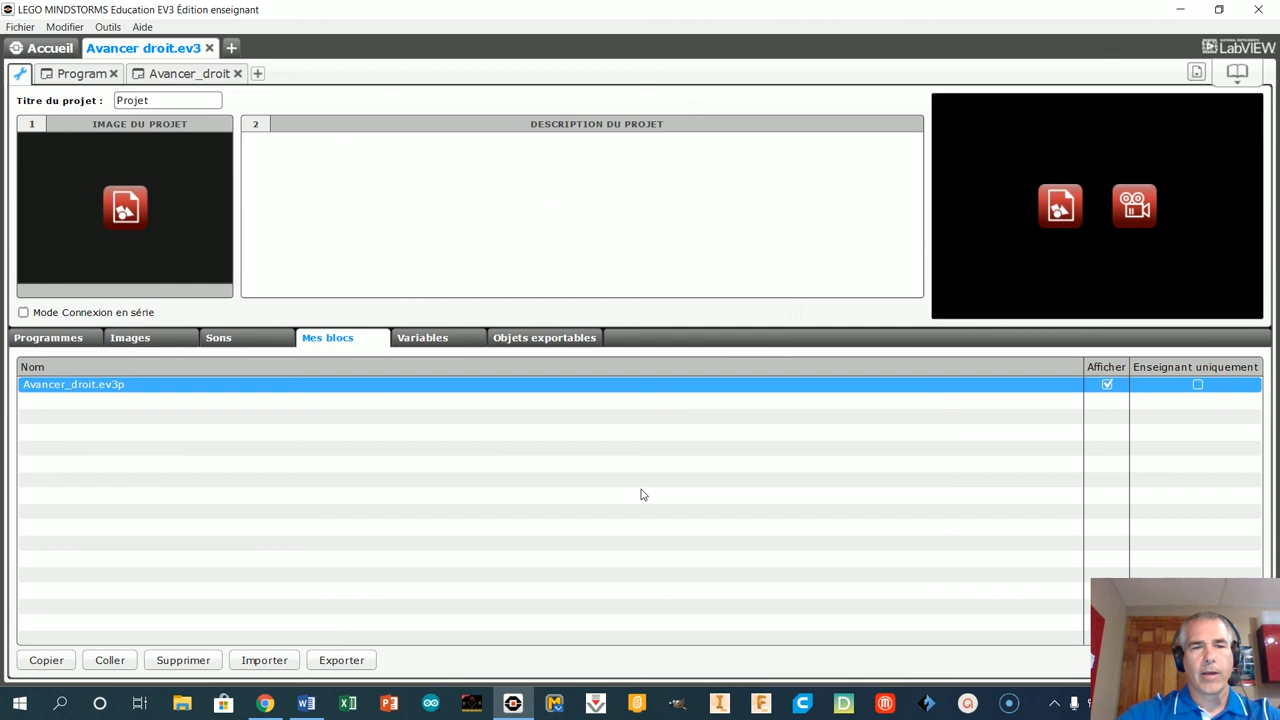 LEGO MINDSTORMS Education EV3 Édition enseignant
Fichier Modifier Outils Aide
Accueil Avancer droit.ev3
NATIONAL INSTRUMENTS
LabVIEW
Program Avancer_droit
Titre du projet : Projet
1 IMAGE DU PROJET 2 DESCRIPTION DU PROJET
Mode Connexion en série
Programmes Images Sons Mes blocs Variables Objets exportables
Nom Afficher Enseignant uniquement
Avancer_droit.ev3p
Copier Coller Supprimer Importer Exporter